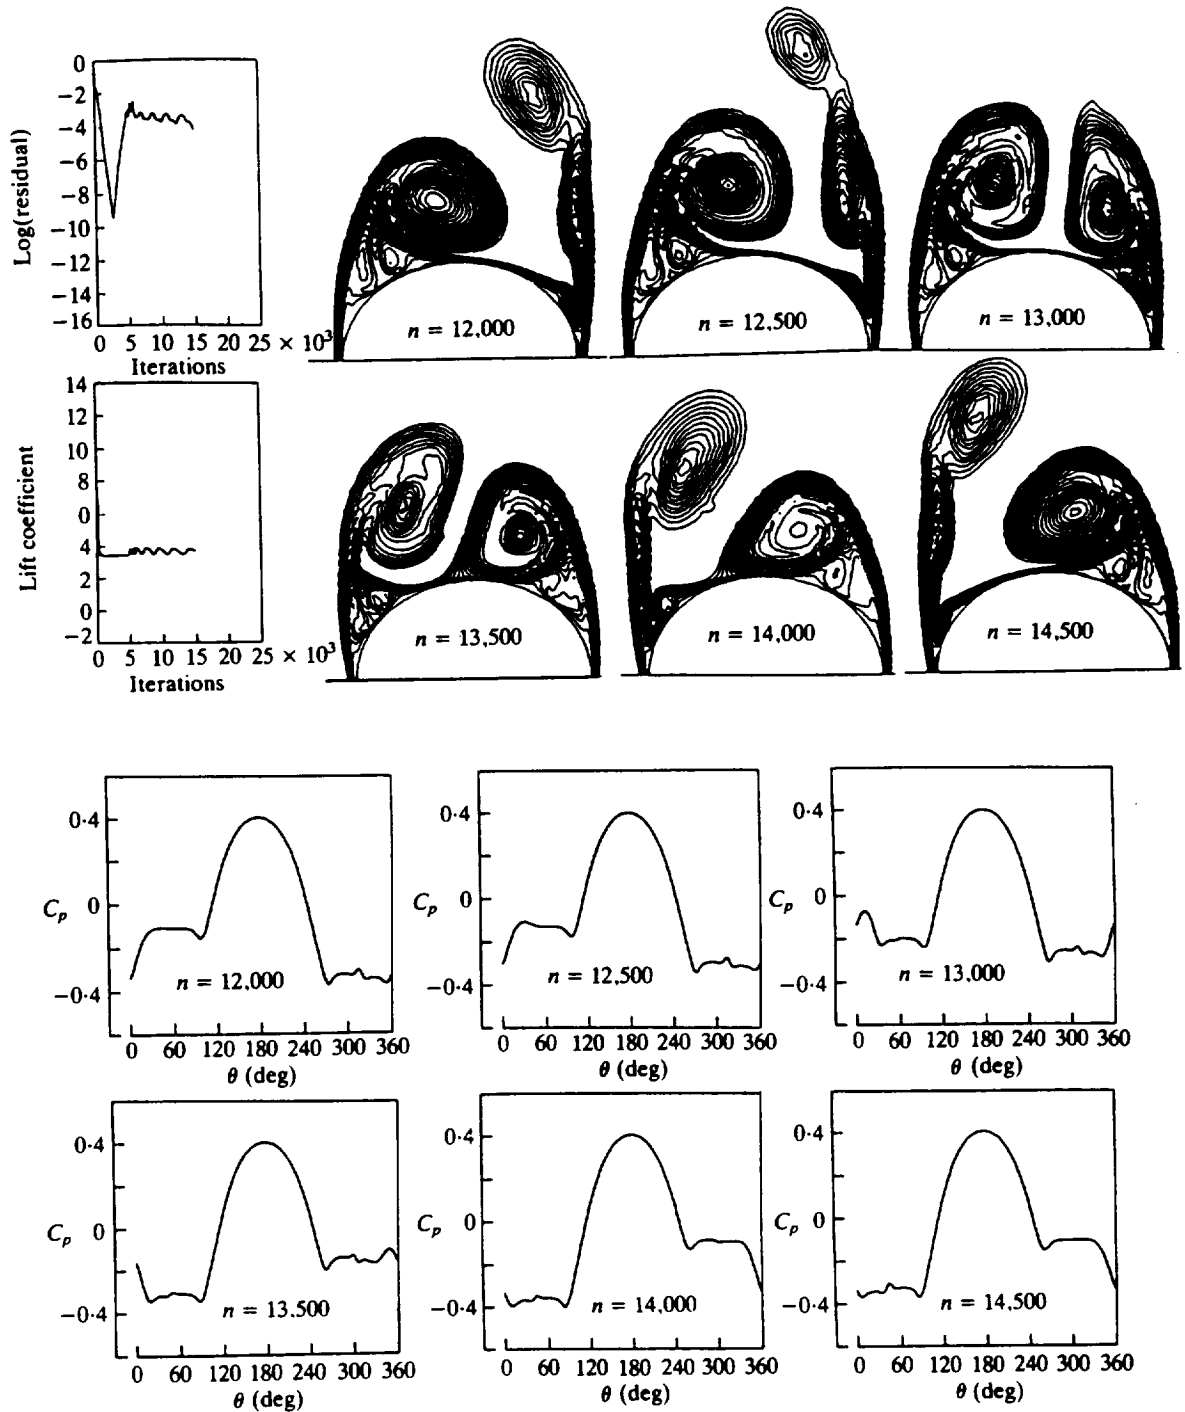 0
−2
−4
−6
−8
−10
−12
−14
−16
Log(residual)
0 5 10 15 20 25 × 10³
Iterations
n = 12,000
n = 12,500
n = 13,000
14
12
10
8
0
4
2
0
−2
Lift coefficient
0 5 10 15 20 25 × 10³
Iterations
n = 13,500
n = 14,000
n = 14,500
0·4
Cₚ 0
−0·4
n = 12,000
0 60 120 180 240 300 360
θ (deg)
0·4
Cₚ 0
−0·4
n = 12,500
0 60 120 180 240 300 360
θ (deg)
0·4
Cₚ 0
−0·4
n = 13,000
0 60 120 180 240 300 360
θ (deg)
0·4
Cₚ 0
−0·4
n = 13,500
0 60 120 180 240 300 360
θ (deg)
0·4
Cₚ 0
−0·4
n = 14,000
0 60 120 180 240 300 360
θ (deg)
0·4
Cₚ 0
−0·4
n = 14,500
0 60 120 180 240 300 360
θ (deg)